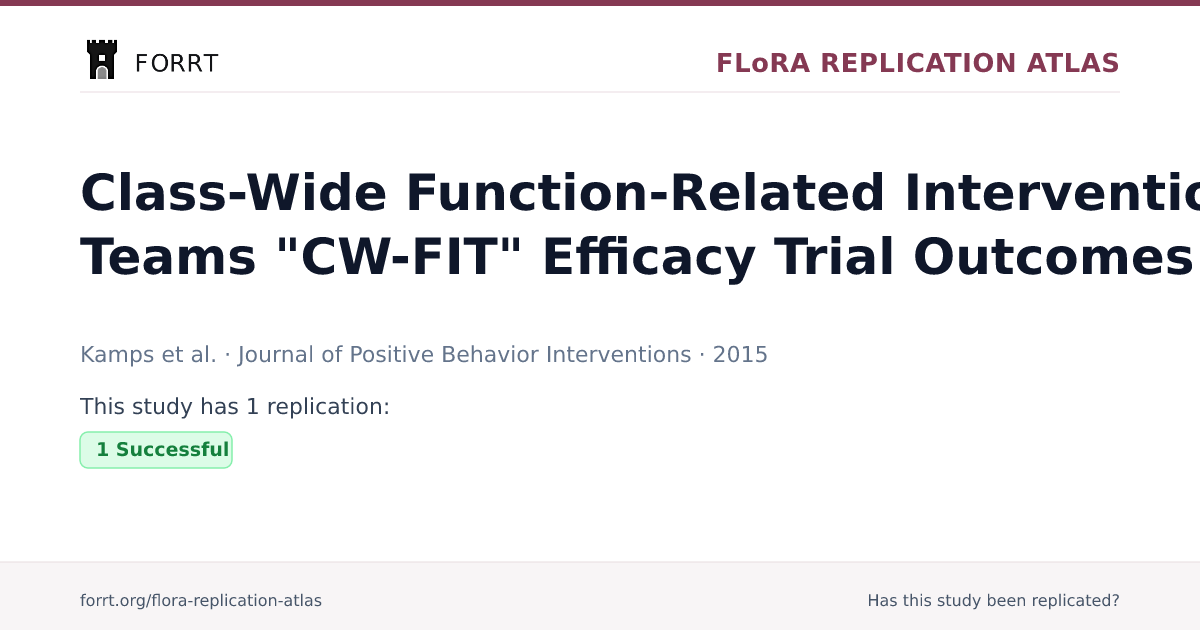 FORRT
FLoRA REPLICATION ATLAS
Class-Wide Function-Related
Teams "CW-FIT" Efficacy Trial Outcomes
Kamps et al. · Journal of Positive Behavior Interventions · 2015
This study has 1 replication:
1 Successful
forrt.org/flora-replication-atlas
Has this study been replicated?